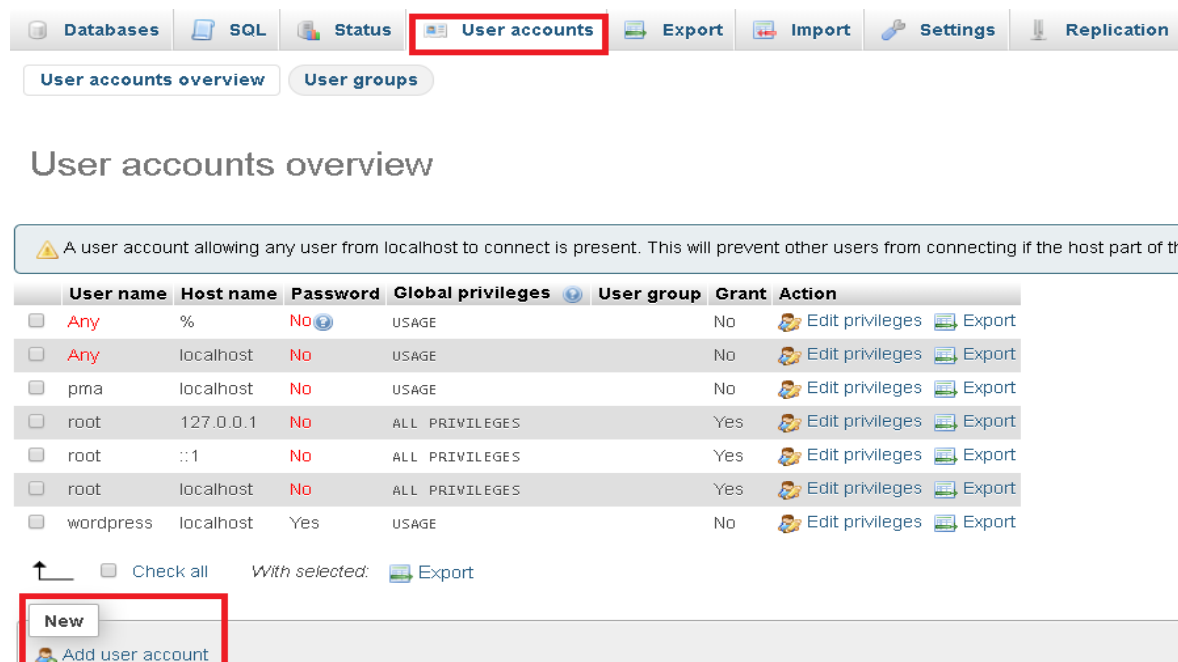 Databases SQL Status User accounts Export Import Settings Replication
User accounts overview User groups
User accounts overview
A user account allowing any user from localhost to connect is present. This will prevent other users from connecting if the host part of
User name Host name Password Global privileges User group Grant Action
Any % No USAGE No Edit privileges Export
Any localhost No USAGE No Edit privileges Export
pma localhost No USAGE No Edit privileges Export
root 127.0.0.1 No ALL PRIVILEGES Yes Edit privileges Export
root ::1 No ALL PRIVILEGES Yes Edit privileges Export
root localhost No ALL PRIVILEGES Yes Edit privileges Export
wordpress localhost Yes USAGE No Edit privileges Export
Check all With selected: Export
New
Add user account